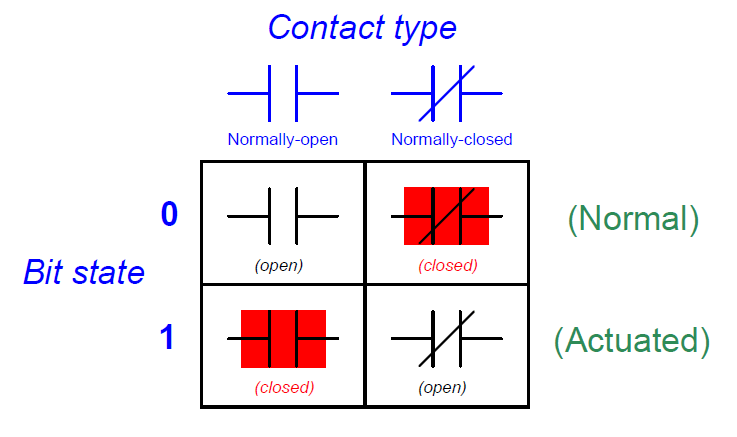 Contact type
Normally-open Normally-closed
0 (Normal)
(open) (closed)
Bit state
1 (Actuated)
(closed) (open)